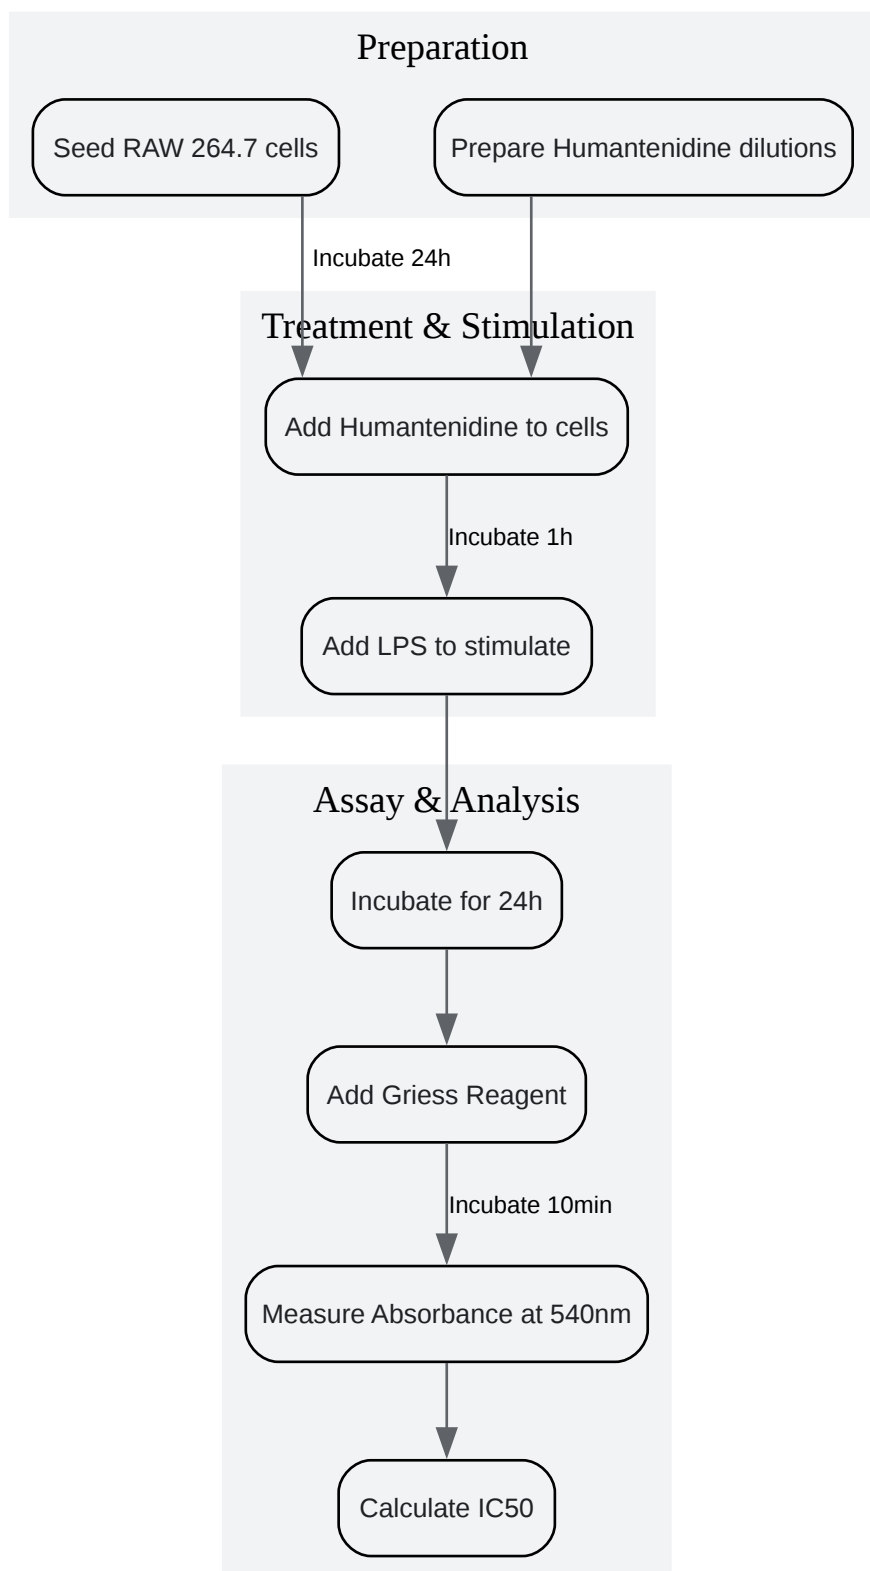 Preparation
Seed RAW 264.7 cells
Prepare Humantenidine dilutions
Incubate 24h
Treatment & Stimulation
Add Humantenidine to cells
Incubate 1h
Add LPS to stimulate
Assay & Analysis
Incubate for 24h
Add Griess Reagent
Incubate 10min
Measure Absorbance at 540nm
Calculate IC50